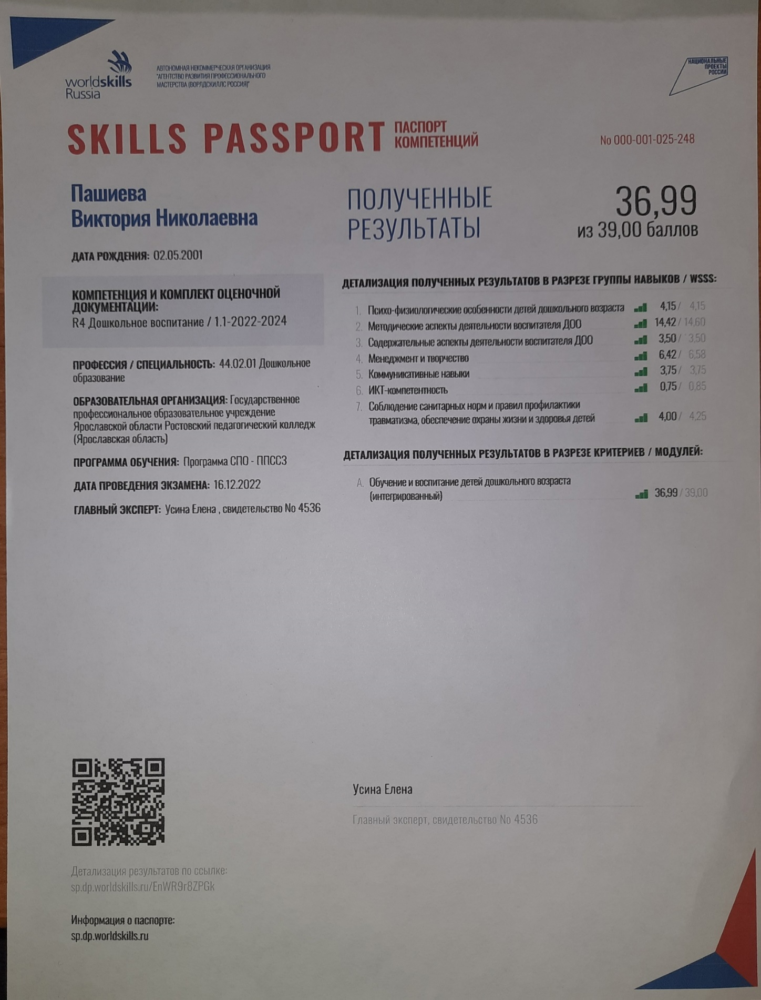 worldskills
Russia
АВТОНОМНАЯ НЕКОММЕРЧЕСКАЯ ОРГАНИЗАЦИЯ
"АГЕНТСТВО РАЗВИТИЯ ПРОФЕССИОНАЛЬНОГО
МАСТЕРСТВА (ВОРЛДСКИЛЛС РОССИЯ)"
НАЦИОНАЛЬНЫЕ
ПРОЕКТЫ
РОССИИ
SKILLS PASSPORT
ПАСПОРТ
КОМПЕТЕНЦИЙ
No 000-001-025-248
Пашиева
Виктория Николаевна
ДАТА РОЖДЕНИЯ: 02.05.2001
КОМПЕТЕНЦИЯ И КОМПЛЕКТ ОЦЕНОЧНОЙ
ДОКУМЕНТАЦИИ:
R4 Дошкольное воспитание / 1.1-2022-2024
ПРОФЕССИЯ / СПЕЦИАЛЬНОСТЬ: 44.02.01 Дошкольное
образование
ОБРАЗОВАТЕЛЬНАЯ ОРГАНИЗАЦИЯ: Государственное
профессиональное образовательное учреждение
Ярославской области Ростовский педагогический колледж
(Ярославская область)
ПРОГРАММА ОБУЧЕНИЯ: Программа СПО - ППССЗ
ДАТА ПРОВЕДЕНИЯ ЭКЗАМЕНА: 16.12.2022
ГЛАВНЫЙ ЭКСПЕРТ: Усина Елена , свидетельство No 4536
ПОЛУЧЕННЫЕ
РЕЗУЛЬТАТЫ
36,99
из 39,00 баллов
ДЕТАЛИЗАЦИЯ ПОЛУЧЕННЫХ РЕЗУЛЬТАТОВ В РАЗРЕЗЕ ГРУППЫ НАВЫКОВ / WSSS:
1. Психо-физиологические особенности детей дошкольного возраста 4,15 / 4,15
2. Методические аспекты деятельности воспитателя ДОО 14,42 / 14,60
3. Содержательные аспекты деятельности воспитателя ДОО 3,50 / 3,50
4. Менеджмент и творчество 6,42 / 6,58
5. Коммуникативные навыки 3,75 / 3,75
6. ИКТ-компетентность 0,75 / 0,85
7. Соблюдение санитарных норм и правил профилактики
травматизма, обеспечение охраны жизни и здоровья детей 4,00 / 4,25
ДЕТАЛИЗАЦИЯ ПОЛУЧЕННЫХ РЕЗУЛЬТАТОВ В РАЗРЕЗЕ КРИТЕРИЕВ / МОДУЛЕЙ:
A. Обучение и воспитание детей дошкольного возраста
(интегрированный) 36,99 / 39,00
Детализация результатов по ссылке:
sp.dp.worldskills.ru/EnWR9r8ZPGk
Информация о паспорте:
sp.dp.worldskills.ru
Усина Елена
Главный эксперт, свидетельство No 4536